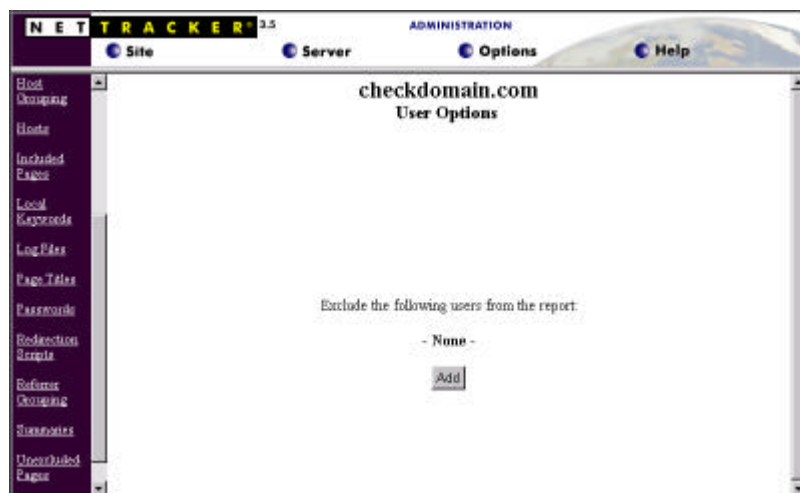 NET TRACKER® 3.5
ADMINISTRATION
Site Server Options Help
Host
Grouping
Hosts
Included
Pages
Local
Keywords
Log Files
Page Titles
Passwords
Redirection
Scripts
Referrer
Grouping
Summaries
Unexcluded
Pages
checkdomain.com
User Options
Exclude the following users from the report:
- None -
Add